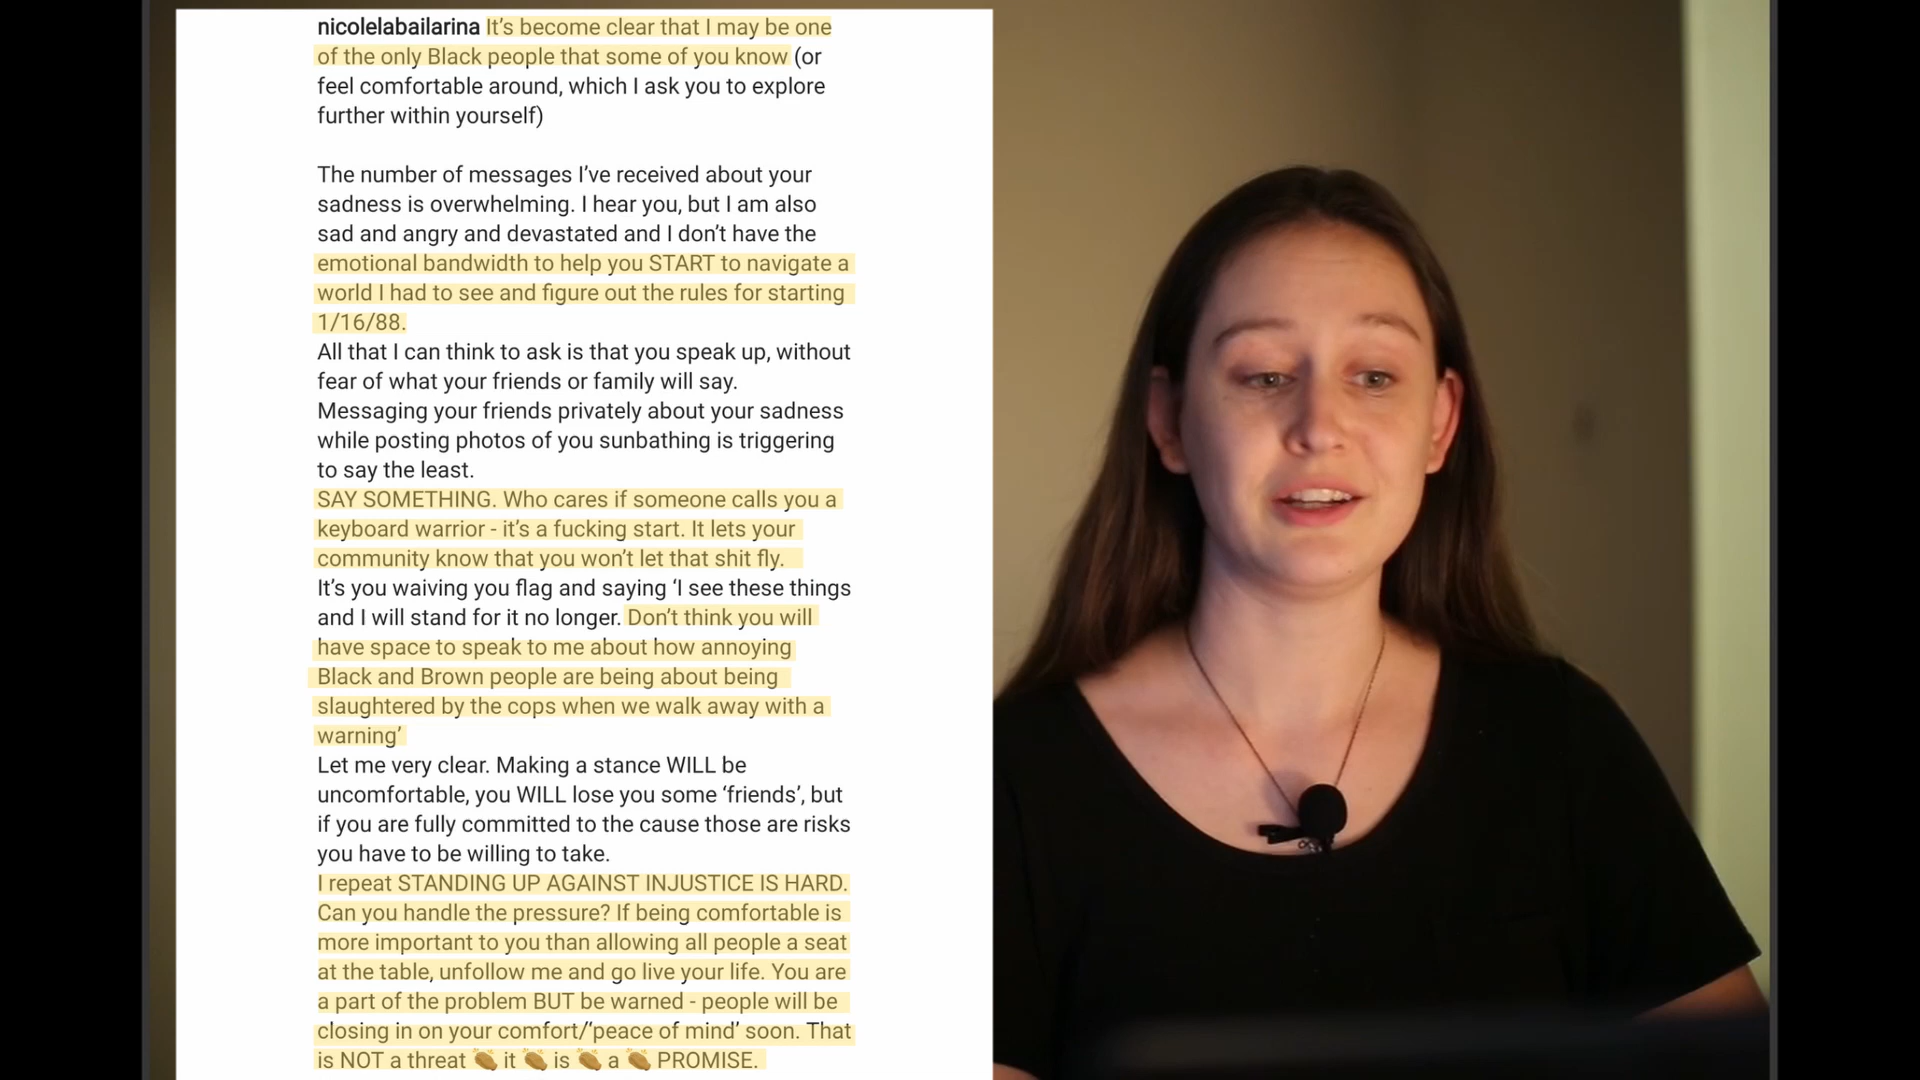 nicolelabailarina It's become clear that I may be one
of the only Black people that some of you know (or
feel comfortable around, which I ask you to explore
further within yourself)
The number of messages I've received about your
sadness is overwhelming. I hear you, but I am also
sad and angry and devastated and I don't have the
emotional bandwidth to help you START to navigate a
world I had to see and figure out the rules for starting
1/16/88.
All that I can think to ask is that you speak up, without
fear of what your friends or family will say.
Messaging your friends privately about your sadness
while posting photos of you sunbathing is triggering
to say the least.
SAY SOMETHING. Who cares if someone calls you a
keyboard warrior - it's a fucking start. It lets your
community know that you won't let that shit fly.
It's you waiving you flag and saying ‘I see these things
and I will stand for it no longer. Don't think you will
have space to speak to me about how annoying
Black and Brown people are being about being
slaughtered by the cops when we walk away with a
warning’
Let me very clear. Making a stance WILL be
uncomfortable, you WILL lose you some ‘friends’, but
if you are fully committed to the cause those are risks
you have to be willing to take.
I repeat STANDING UP AGAINST INJUSTICE IS HARD.
Can you handle the pressure? If being comfortable is
more important to you than allowing all people a seat
at the table, unfollow me and go live your life. You are
a part of the problem BUT be warned - people will be
closing in on your comfort/‘peace of mind’ soon. That
is NOT a threat 👏🏾 it 👏🏾 is 👏🏾 a 👏🏾 PROMISE.